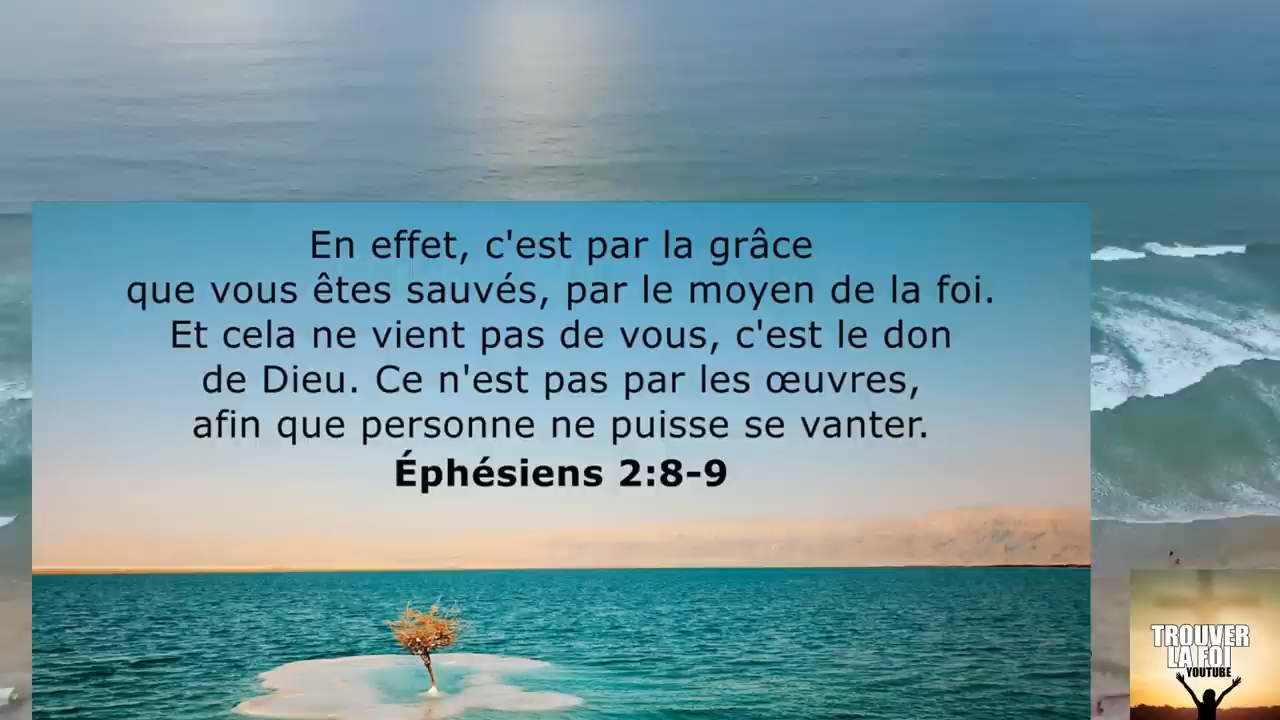 En effet, c'est par la grâce
que vous êtes sauvés, par le moyen de la foi.
Et cela ne vient pas de vous, c'est le don
de Dieu. Ce n'est pas par les œuvres,
afin que personne ne puisse se vanter.
Éphésiens 2:8-9
TROUVER
LA FOI
YOUTUBE